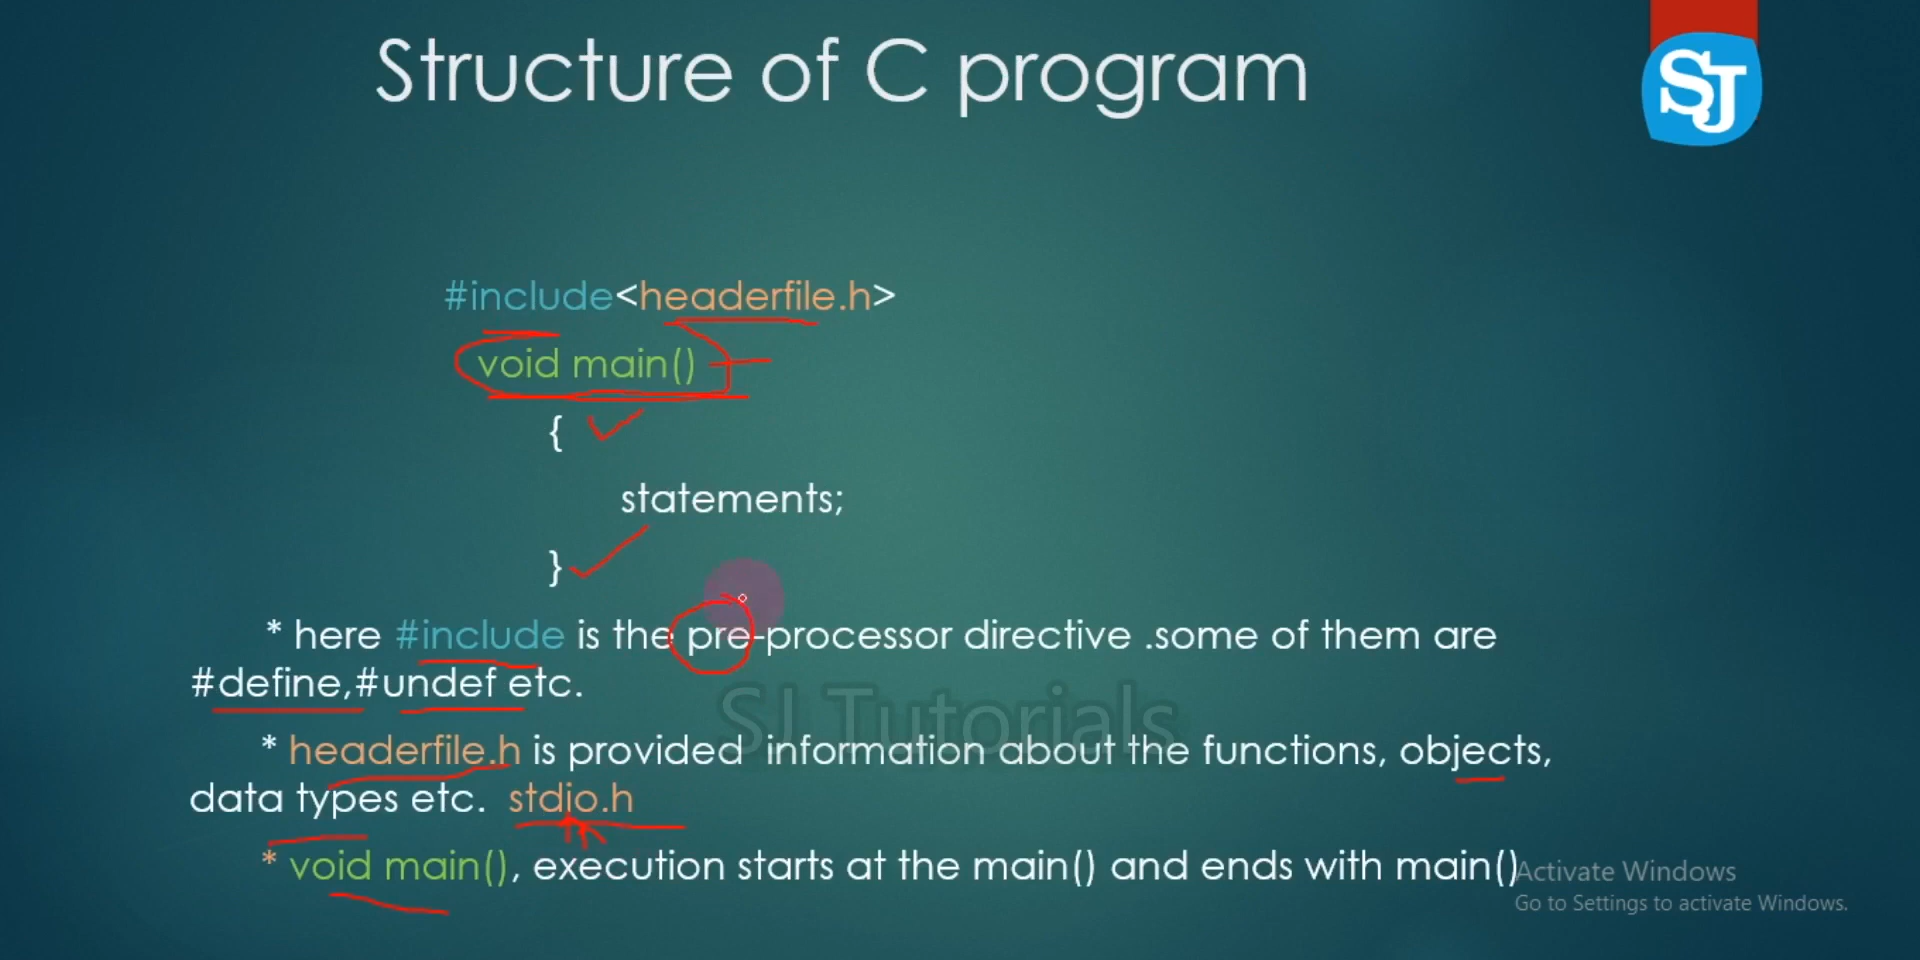 Structure of C program
SJ
#include<headerfile.h>
void main()
{
statements;
}
* here #include is the pre-processor directive .some of them are
#define,#undef etc.
SJ Tutorials
* headerfile.h is provided information about the functions, objects,
data types etc. stdio.h
* void main(), execution starts at the main() and ends with main()
Activate Windows
Go to Settings to activate Windows.